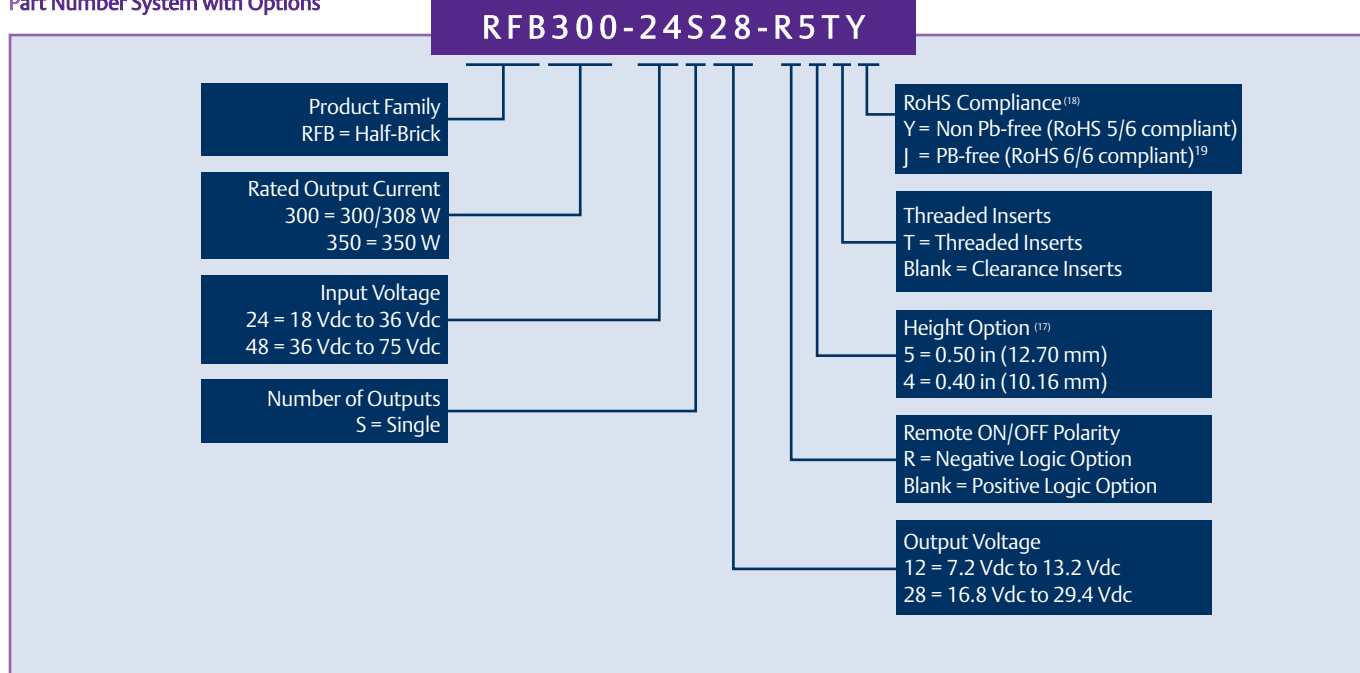 Part Number System with Options
RFB300-24S28-R5TY
Product Family
RFB = Half-Brick
Rated Output Current
300 = 300/308 W
350 = 350 W
Input Voltage
24 = 18 Vdc to 36 Vdc
48 = 36 Vdc to 75 Vdc
Number of Outputs
S = Single
RoHS Compliance (18)
Y = Non Pb-free (RoHS 5/6 compliant)
J = PB-free (RoHS 6/6 compliant)19
Threaded Inserts
T = Threaded Inserts
Blank = Clearance Inserts
Height Option (17)
5 = 0.50 in (12.70 mm)
4 = 0.40 in (10.16 mm)
Remote ON/OFF Polarity
R = Negative Logic Option
Blank = Positive Logic Option
Output Voltage
12 = 7.2 Vdc to 13.2 Vdc
28 = 16.8 Vdc to 29.4 Vdc